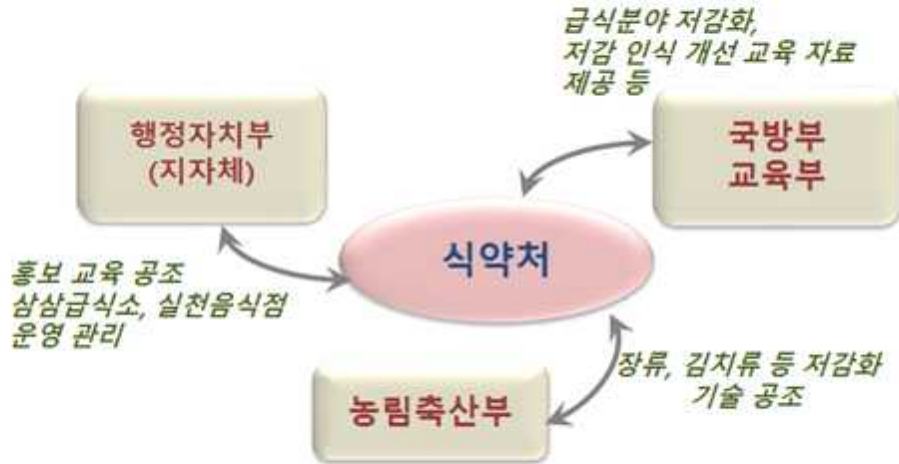 급식분야 저감화,
저감 인식 개선 교육 자료
제공 등
행정자치부
(지자체)
국방부
교육부
식약처
홍보 교육 공조
삼삼급식소, 실천음식점
운영 관리
장류, 김치류 등 저감화
기술 공조
농림축산부